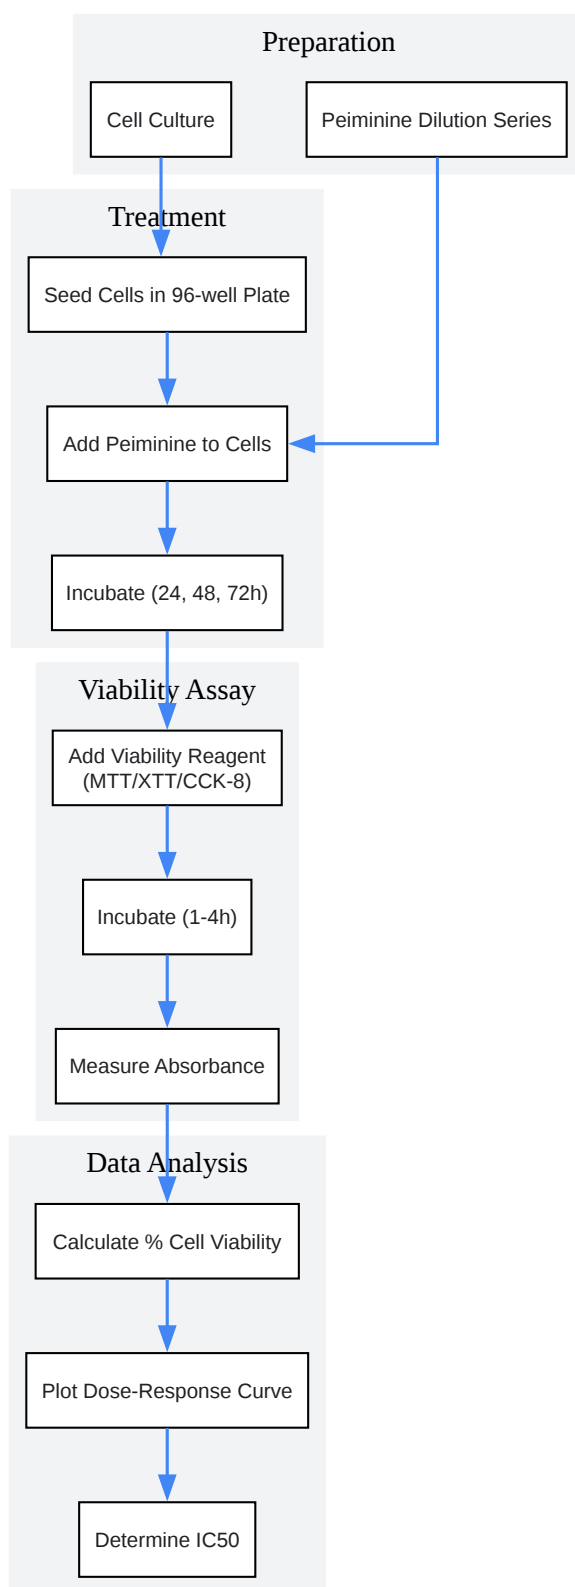 Preparation
Cell Culture
Peiminine Dilution Series
Treatment
Seed Cells in 96-well Plate
Add Peiminine to Cells
Incubate (24, 48, 72h)
Viability Assay
Add Viability Reagent
(MTT/XTT/CCK-8)
Incubate (1-4h)
Measure Absorbance
Data Analysis
Calculate % Cell Viability
Plot Dose-Response Curve
Determine IC50